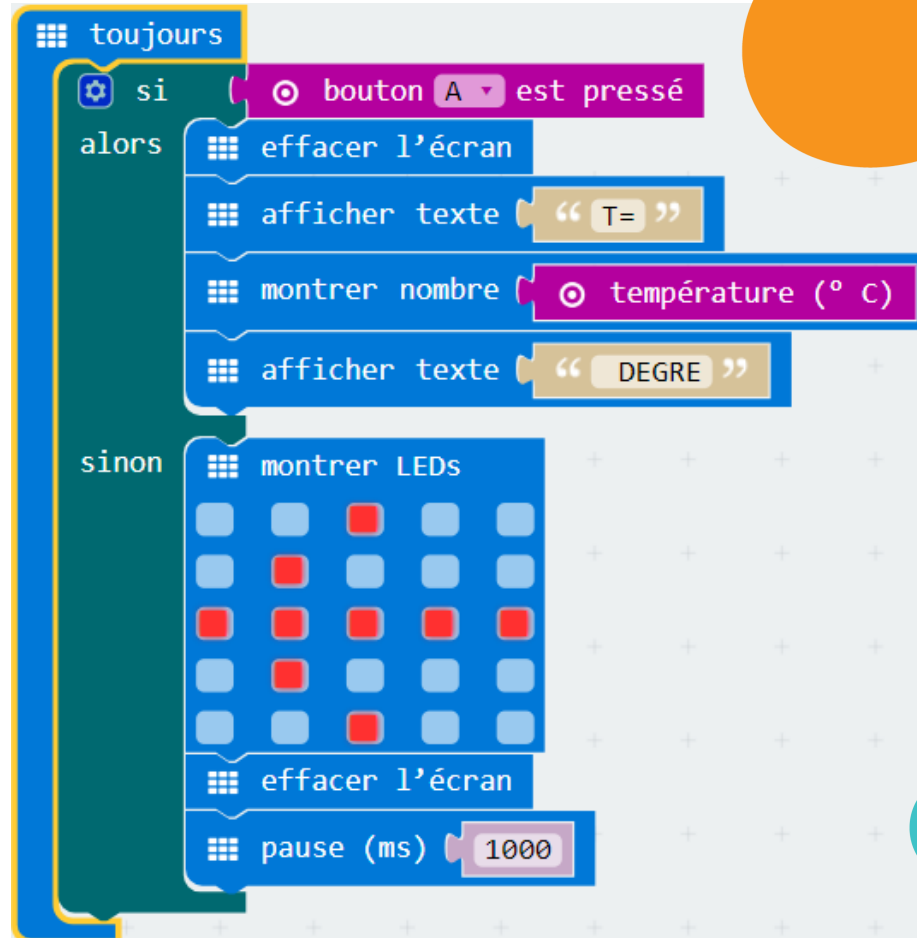 toujours
si bouton A est pressé
alors effacer l’écran
afficher texte “ T= ”
montrer nombre température (° C)
afficher texte “ DEGRE ”
sinon montrer LEDs
effacer l’écran
pause (ms) 1000